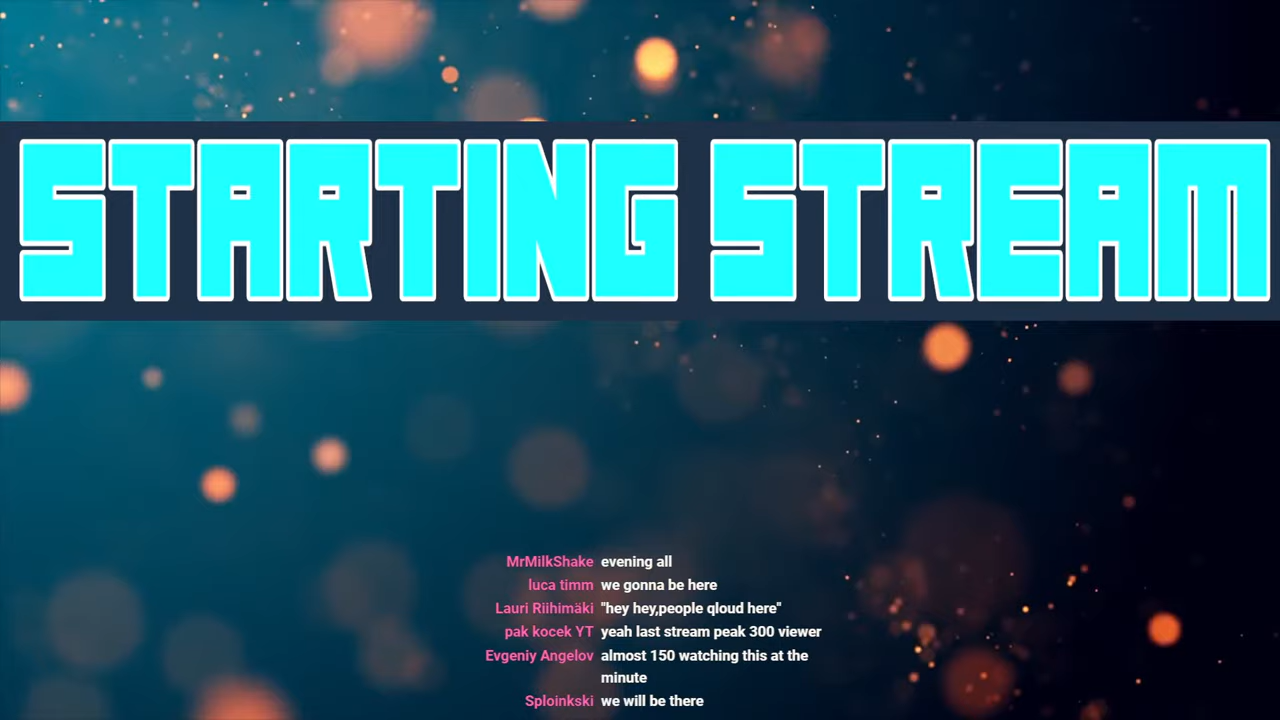 STARTING STREAM
MrMilkShake evening all
luca timm we gonna be here
Lauri Riihimäki "hey hey,people qloud here"
pak kocek YT yeah last stream peak 300 viewer
Evgeniy Angelov almost 150 watching this at the
minute
Sploinkski we will be there